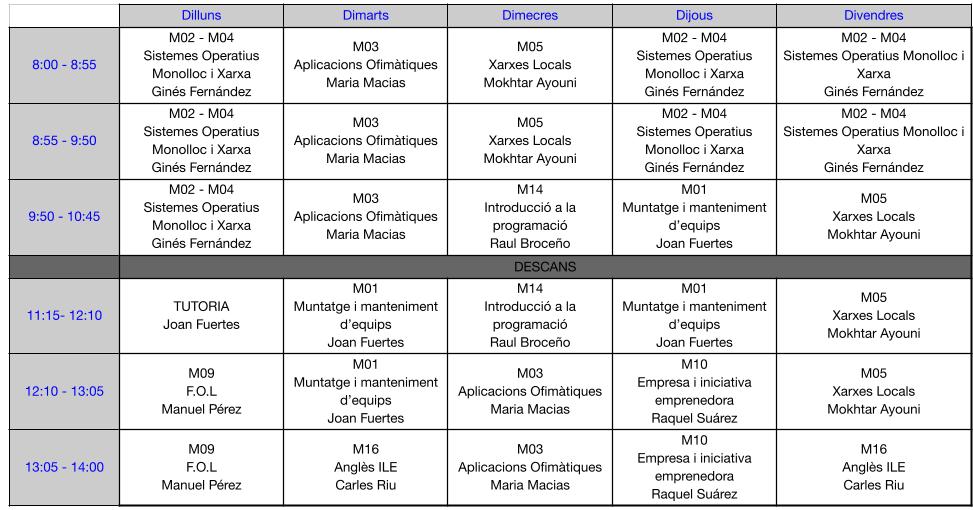 Dilluns Dimarts Dimecres Dijous Divendres
8:00 - 8:55
M02 - M04
Sistemes Operatius
Monolloc i Xarxa
Ginés Fernández
M03
Aplicacions Ofimàtiques
Maria Macias
M05
Xarxes Locals
Mokhtar Ayouni
M02 - M04
Sistemes Operatius
Monolloc i Xarxa
Ginés Fernández
M02 - M04
Sistemes Operatius Monolloc i
Xarxa
Ginés Fernández
8:55 - 9:50
M02 - M04
Sistemes Operatius
Monolloc i Xarxa
Ginés Fernández
M03
Aplicacions Ofimàtiques
Maria Macias
M05
Xarxes Locals
Mokhtar Ayouni
M02 - M04
Sistemes Operatius
Monolloc i Xarxa
Ginés Fernández
M02 - M04
Sistemes Operatius Monolloc i
Xarxa
Ginés Fernández
9:50 - 10:45
M02 - M04
Sistemes Operatius
Monolloc i Xarxa
Ginés Fernández
M03
Aplicacions Ofimàtiques
Maria Macias
M14
Introducció a la
programació
Raul Broceño
M01
Muntatge i manteniment
d'equips
Joan Fuertes
M05
Xarxes Locals
Mokhtar Ayouni
DESCANS
11:15- 12:10
TUTORIA
Joan Fuertes
M01
Muntatge i manteniment
d'equips
Joan Fuertes
M14
Introducció a la
programació
Raul Broceño
M01
Muntatge i manteniment
d'equips
Joan Fuertes
M05
Xarxes Locals
Mokhtar Ayouni
12:10 - 13:05
M09
F.O.L
Manuel Pérez
M01
Muntatge i manteniment
d'equips
Joan Fuertes
M03
Aplicacions Ofimàtiques
Maria Macias
M10
Empresa i iniciativa
emprenedora
Raquel Suárez
M05
Xarxes Locals
Mokhtar Ayouni
13:05 - 14:00
M09
F.O.L
Manuel Pérez
M16
Anglès ILE
Carles Riu
M03
Aplicacions Ofimàtiques
Maria Macias
M10
Empresa i iniciativa
emprenedora
Raquel Suárez
M16
Anglès ILE
Carles Riu